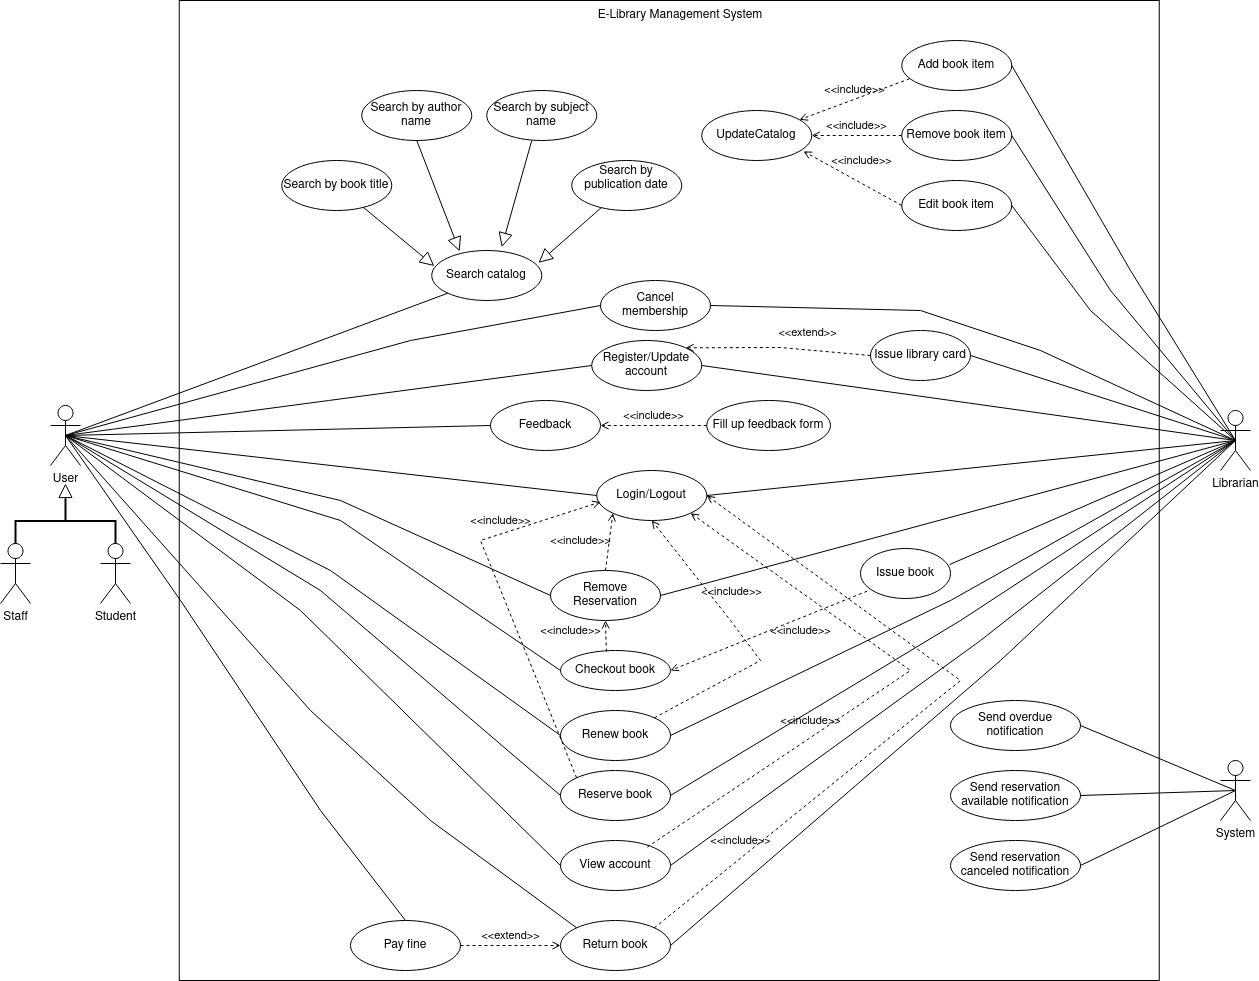 E-Library Management System
Add book item
<<include>>
Search by author
name
Search by subject
name
UpdateCatalog
<<include>>
Remove book item
<<include>>
Search by book title
Search by
publication date
Edit book item
Search catalog
Cancel
membership
<<extend>>
Register/Update
account
Issue library card
Feedback
<<include>>
Fill up feedback form
User
Librarian
Login/Logout
<<include>>
<<include>>
Issue book
Remove
Reservation
<<include>>
Staff
Student
<<include>>
<<include>>
Checkout book
Send overdue
notification
<<include>>
Renew book
Send reservation
available notification
Reserve book
System
<<include>>
View account
Send reservation
canceled notification
Pay fine
<<extend>>
Return book